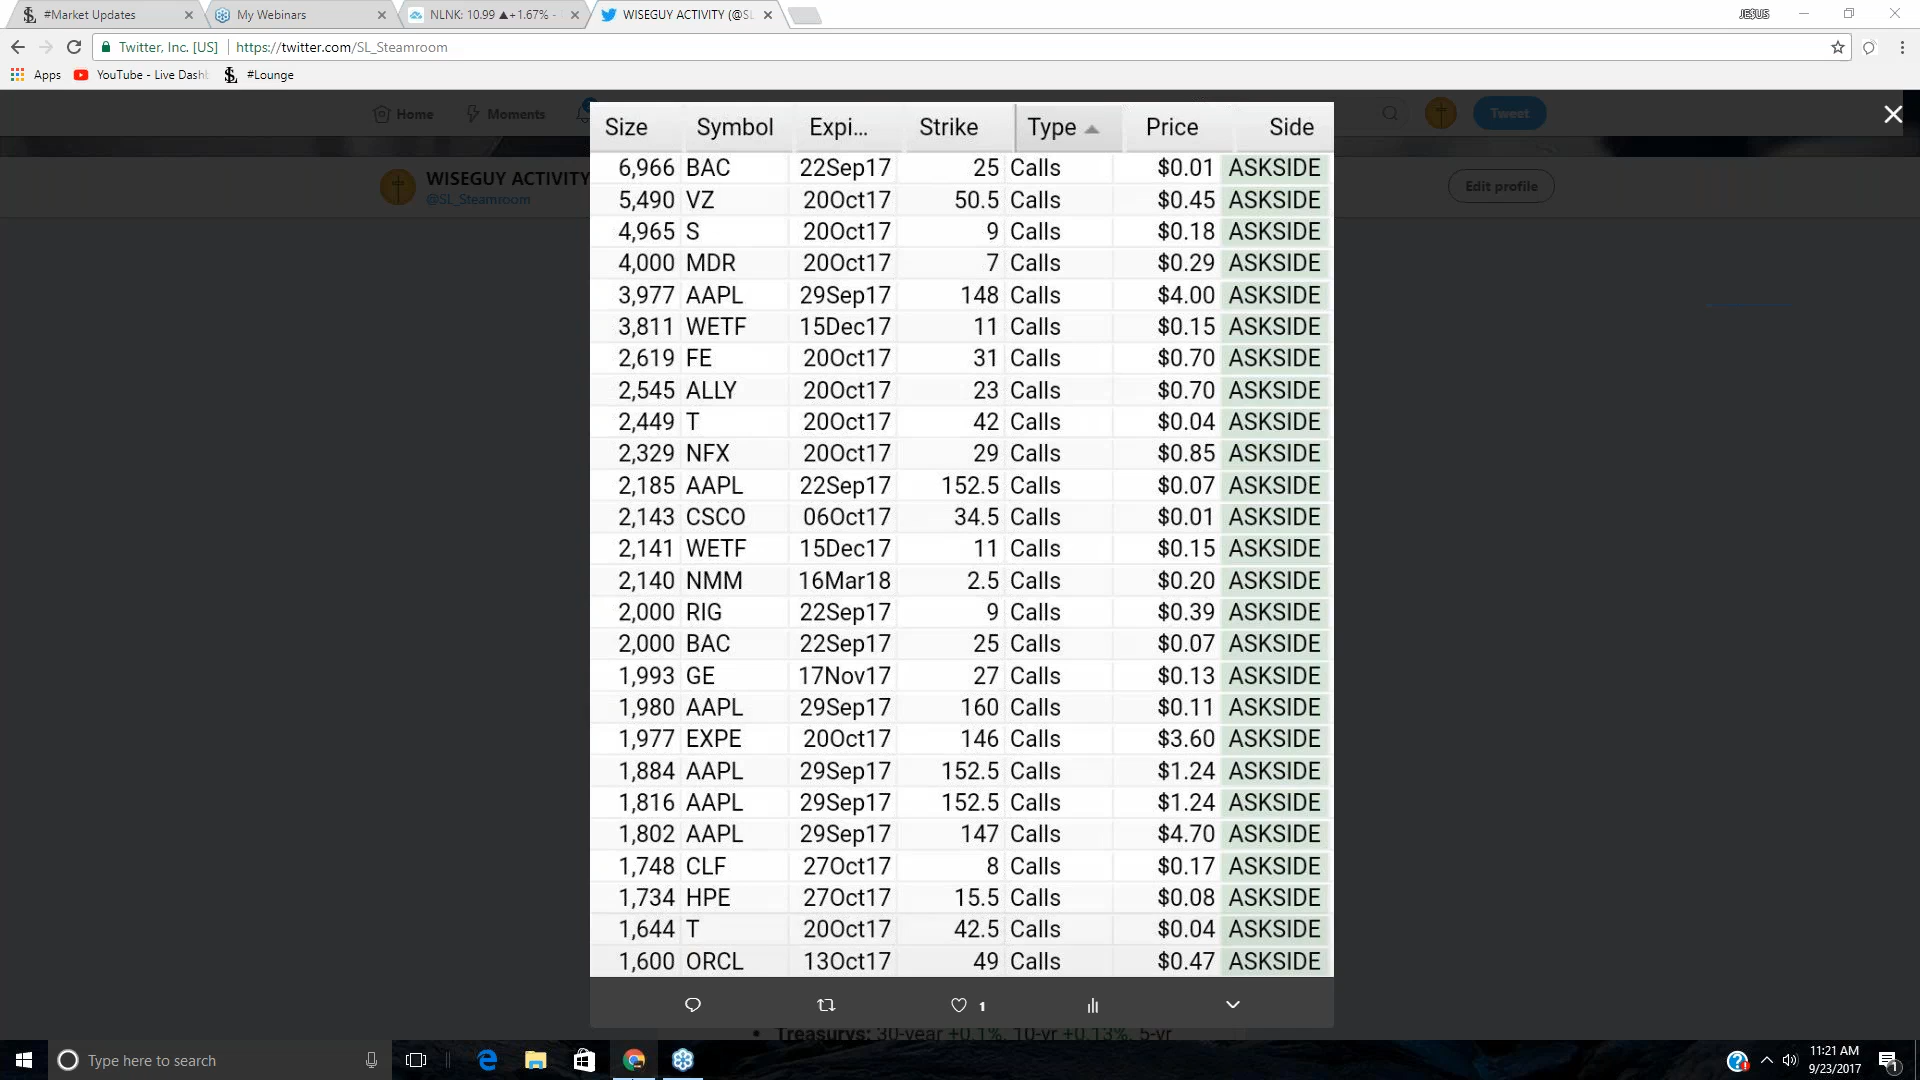 #Market Updates
My Webinars
NLNK: 10.99 ▲+1.67% -
WISEGUY ACTIVITY (@SL
JE$US
Twitter, Inc. [US] https://twitter.com/SL_Steamroom
Apps YouTube - Live Dashb #Lounge
Home Moments Tweet
WISEGUY ACTIVITY
@SL_Steamroom
Edit profile
Size Symbol Expi... Strike Type Price Side
6,966 BAC 22Sep17 25 Calls $0.01 ASKSIDE
5,490 VZ 20Oct17 50.5 Calls $0.45 ASKSIDE
4,965 S 20Oct17 9 Calls $0.18 ASKSIDE
4,000 MDR 20Oct17 7 Calls $0.29 ASKSIDE
3,977 AAPL 29Sep17 148 Calls $4.00 ASKSIDE
3,811 WETF 15Dec17 11 Calls $0.15 ASKSIDE
2,619 FE 20Oct17 31 Calls $0.70 ASKSIDE
2,545 ALLY 20Oct17 23 Calls $0.70 ASKSIDE
2,449 T 20Oct17 42 Calls $0.04 ASKSIDE
2,329 NFX 20Oct17 29 Calls $0.85 ASKSIDE
2,185 AAPL 22Sep17 152.5 Calls $0.07 ASKSIDE
2,143 CSCO 06Oct17 34.5 Calls $0.01 ASKSIDE
2,141 WETF 15Dec17 11 Calls $0.15 ASKSIDE
2,140 NMM 16Mar18 2.5 Calls $0.20 ASKSIDE
2,000 RIG 22Sep17 9 Calls $0.39 ASKSIDE
2,000 BAC 22Sep17 25 Calls $0.07 ASKSIDE
1,993 GE 17Nov17 27 Calls $0.13 ASKSIDE
1,980 AAPL 29Sep17 160 Calls $0.11 ASKSIDE
1,977 EXPE 20Oct17 146 Calls $3.60 ASKSIDE
1,884 AAPL 29Sep17 152.5 Calls $1.24 ASKSIDE
1,816 AAPL 29Sep17 152.5 Calls $1.24 ASKSIDE
1,802 AAPL 29Sep17 147 Calls $4.70 ASKSIDE
1,748 CLF 27Oct17 8 Calls $0.17 ASKSIDE
1,734 HPE 27Oct17 15.5 Calls $0.08 ASKSIDE
1,644 T 20Oct17 42.5 Calls $0.04 ASKSIDE
1,600 ORCL 13Oct17 49 Calls $0.47 ASKSIDE
1
• Treasurys: 30-year +0.1%, 10-yr +0.13%, 5-yr
Type here to search
11:21 AM
9/23/2017
1